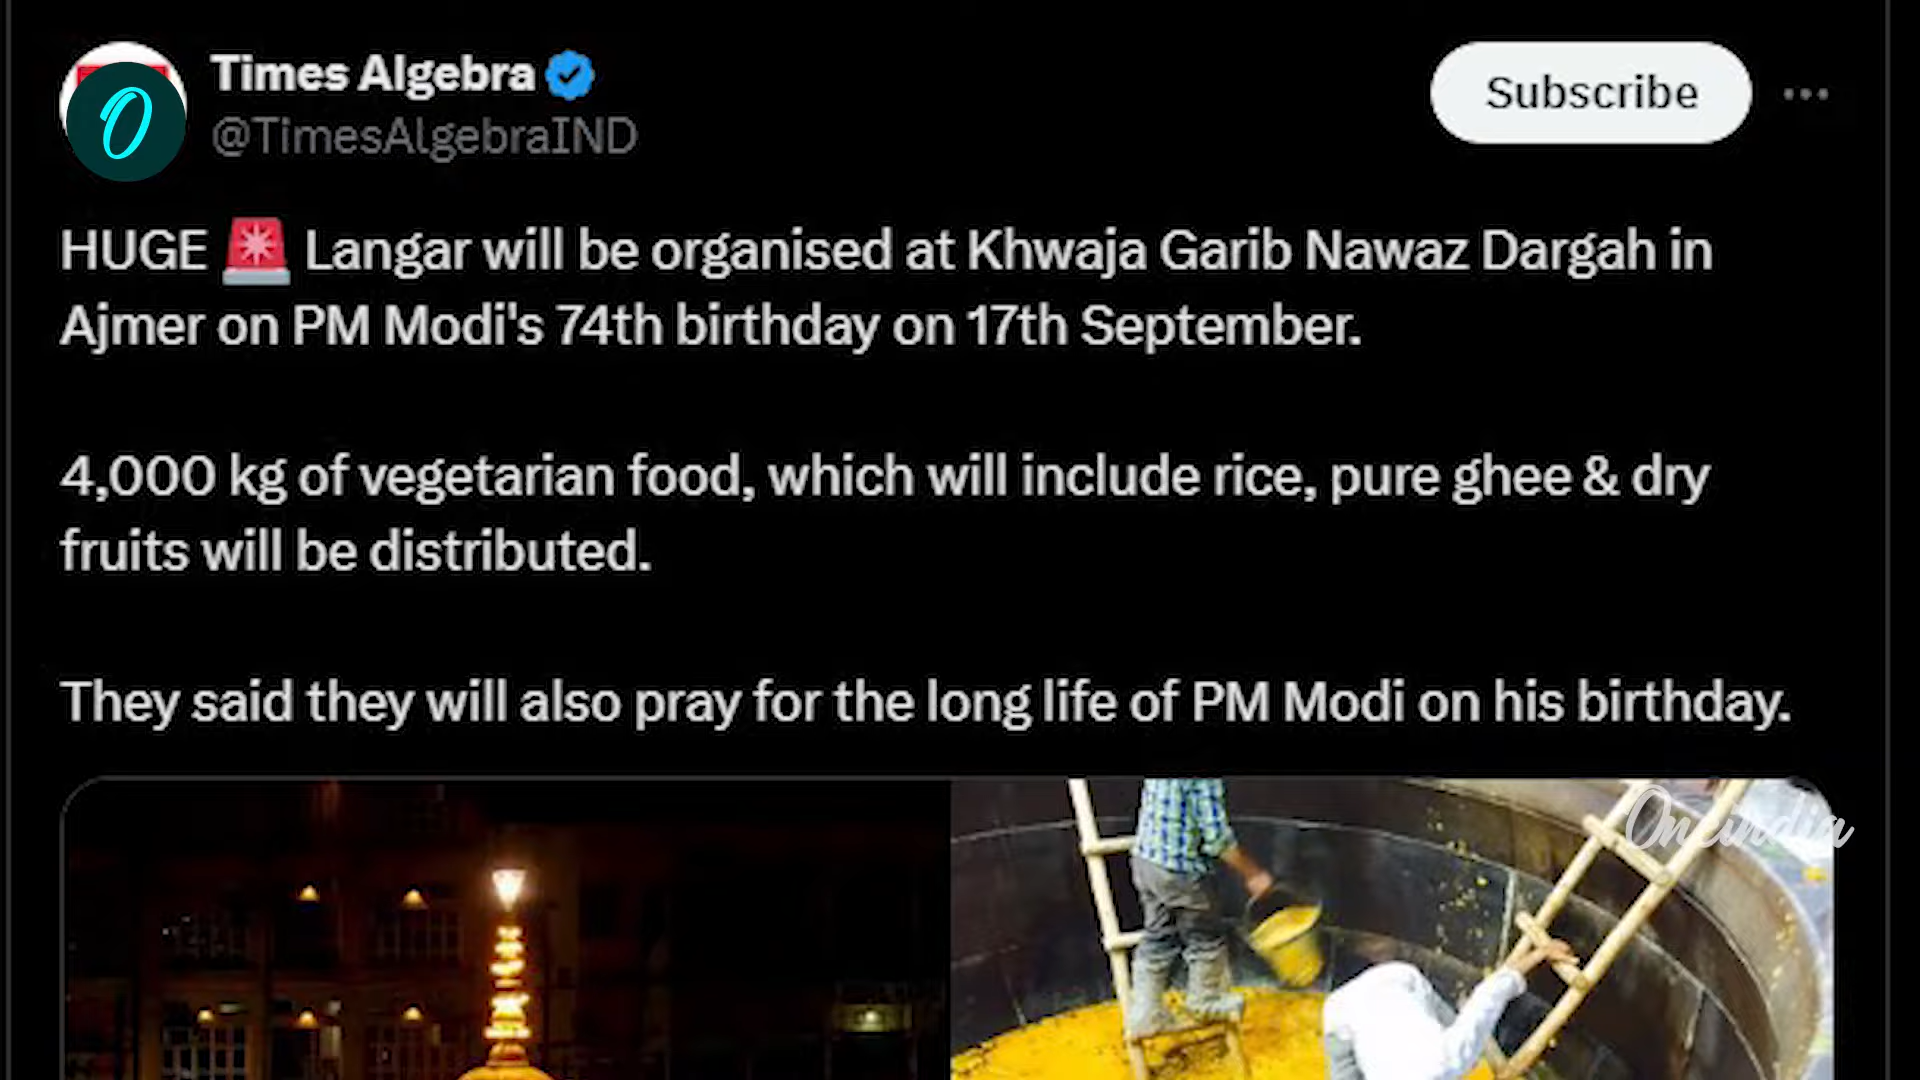 Times Algebra
@TimesAlgebraIND
Subscribe
HUGE 🚨 Langar will be organised at Khwaja Garib Nawaz Dargah in
Ajmer on PM Modi's 74th birthday on 17th September.
4,000 kg of vegetarian food, which will include rice, pure ghee & dry
fruits will be distributed.
They said they will also pray for the long life of PM Modi on his birthday.
Oneindia